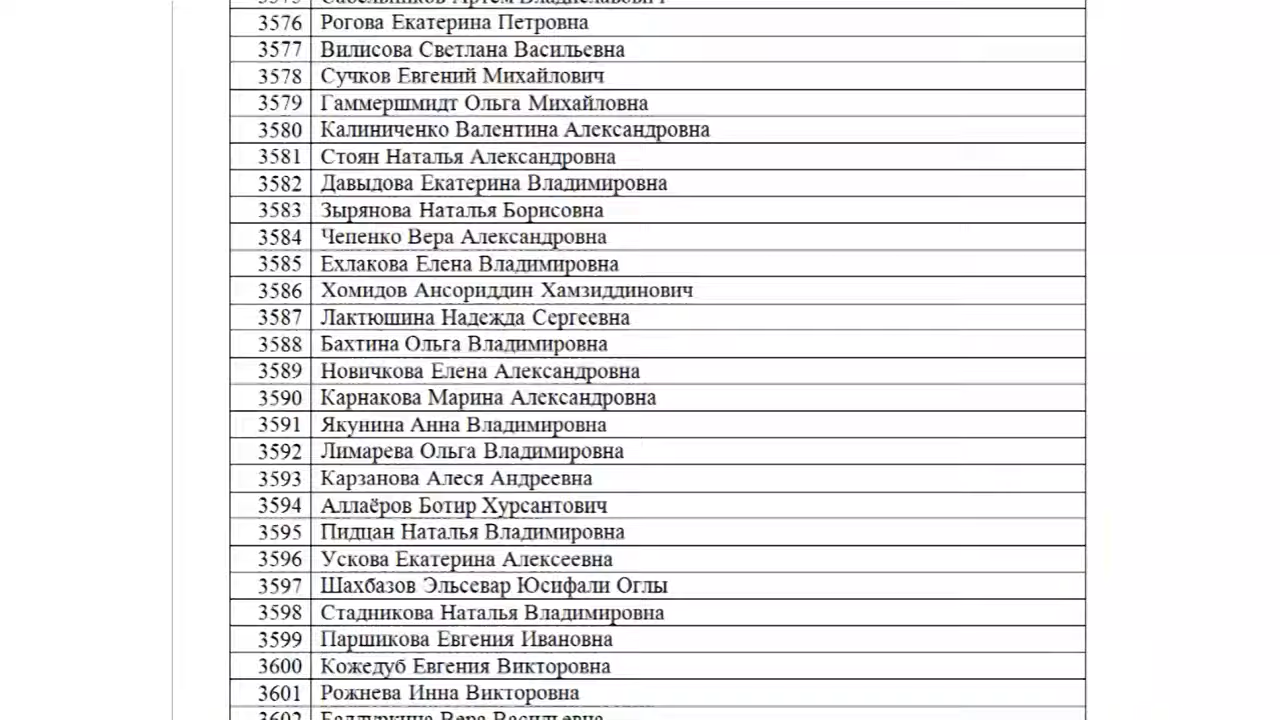 3576 Рогова Екатерина Петровна
3577 Вилисова Светлана Васильевна
3578 Сучков Евгений Михайлович
3579 Гаммершмидт Ольга Михайловна
3580 Калиниченко Валентина Александровна
3581 Стоян Наталья Александровна
3582 Давыдова Екатерина Владимировна
3583 Зырянова Наталья Борисовна
3584 Чепенко Вера Александровна
3585 Ехлакова Елена Владимировна
3586 Хомидов Ансориддин Хамзиддинович
3587 Лактюшина Надежда Сергеевна
3588 Бахтина Ольга Владимировна
3589 Новичкова Елена Александровна
3590 Карнакова Марина Александровна
3591 Якунина Анна Владимировна
3592 Лимарева Ольга Владимировна
3593 Карзанова Алеся Андреевна
3594 Аллаёров Ботир Хурсантович
3595 Пидцан Наталья Владимировна
3596 Ускова Екатерина Алексеевна
3597 Шахбазов Эльсевар Юсифали Оглы
3598 Стадникова Наталья Владимировна
3599 Паршикова Евгения Ивановна
3600 Кожедуб Евгения Викторовна
3601 Рожнева Инна Викторовна
3602 Вера Васильевна